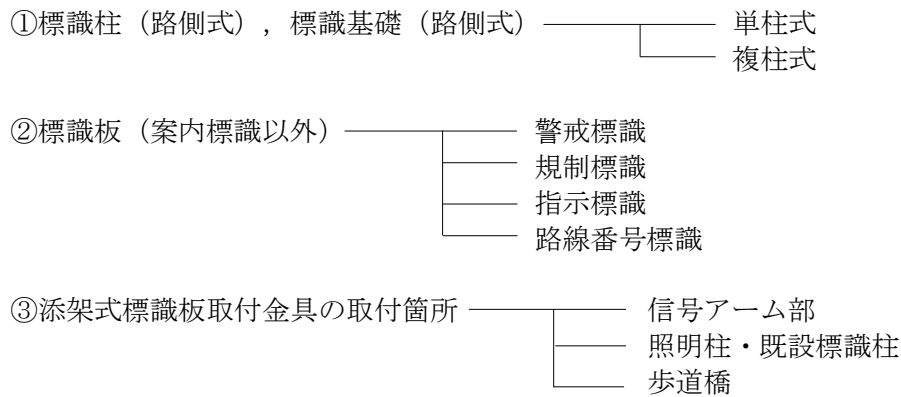 ①標識柱（路側式），標識基礎（路側式） 単柱式
複柱式
②標識板（案内標識以外） 警戒標識
規制標識
指示標識
路線番号標識
③添架式標識板取付金具の取付箇所 信号アーム部
照明柱・既設標識柱
歩道橋